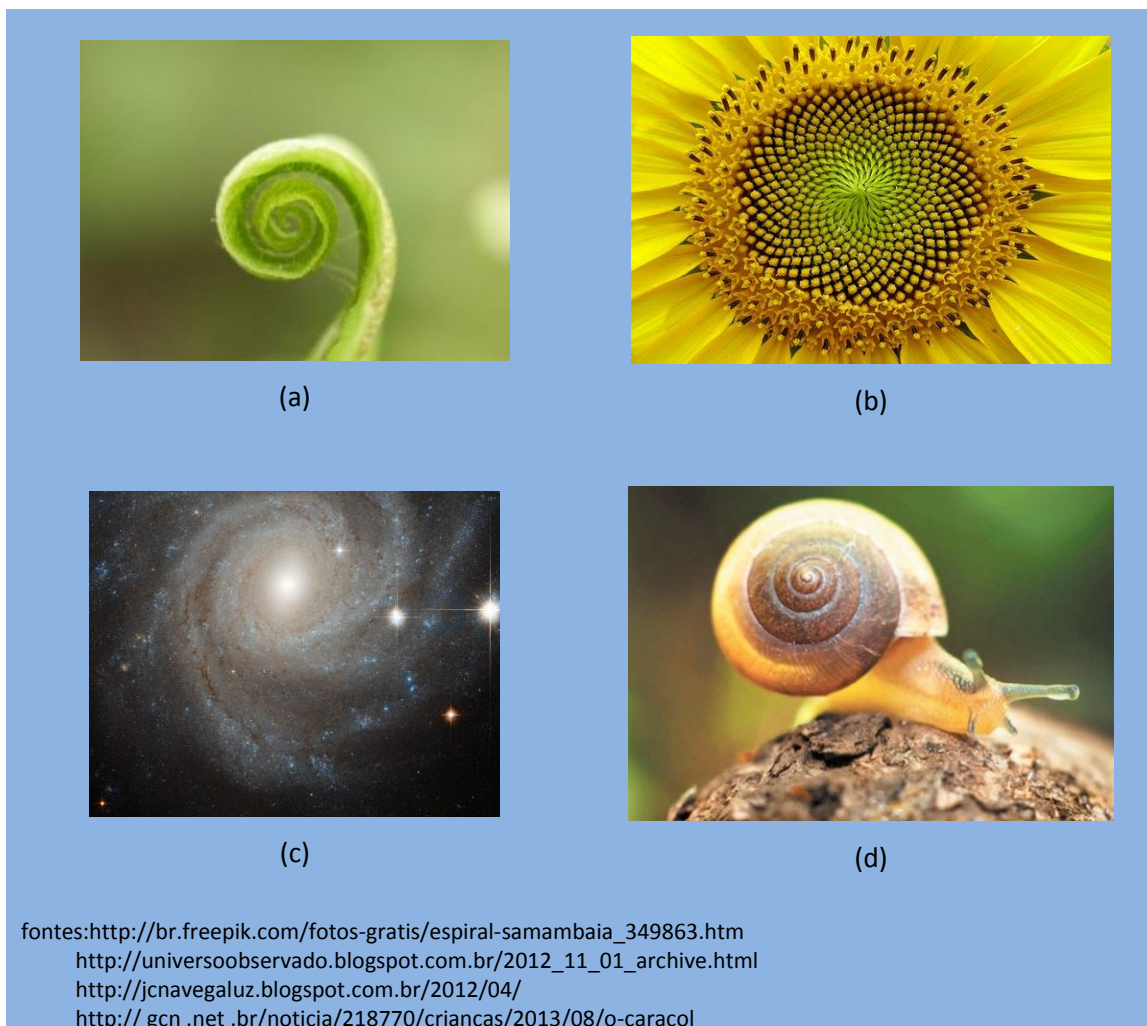 (a)
(b)
(c)
(d)
fontes:http://br.freepik.com/fotos-gratis/espiral-samambaia_349863.htm
http://universoobservado.blogspot.com.br/2012_11_01_archive.html
http://jcnavegaluz.blogspot.com.br/2012/04/
http:// gcn .net .br/noticia/218770/criancas/2013/08/o-caracol